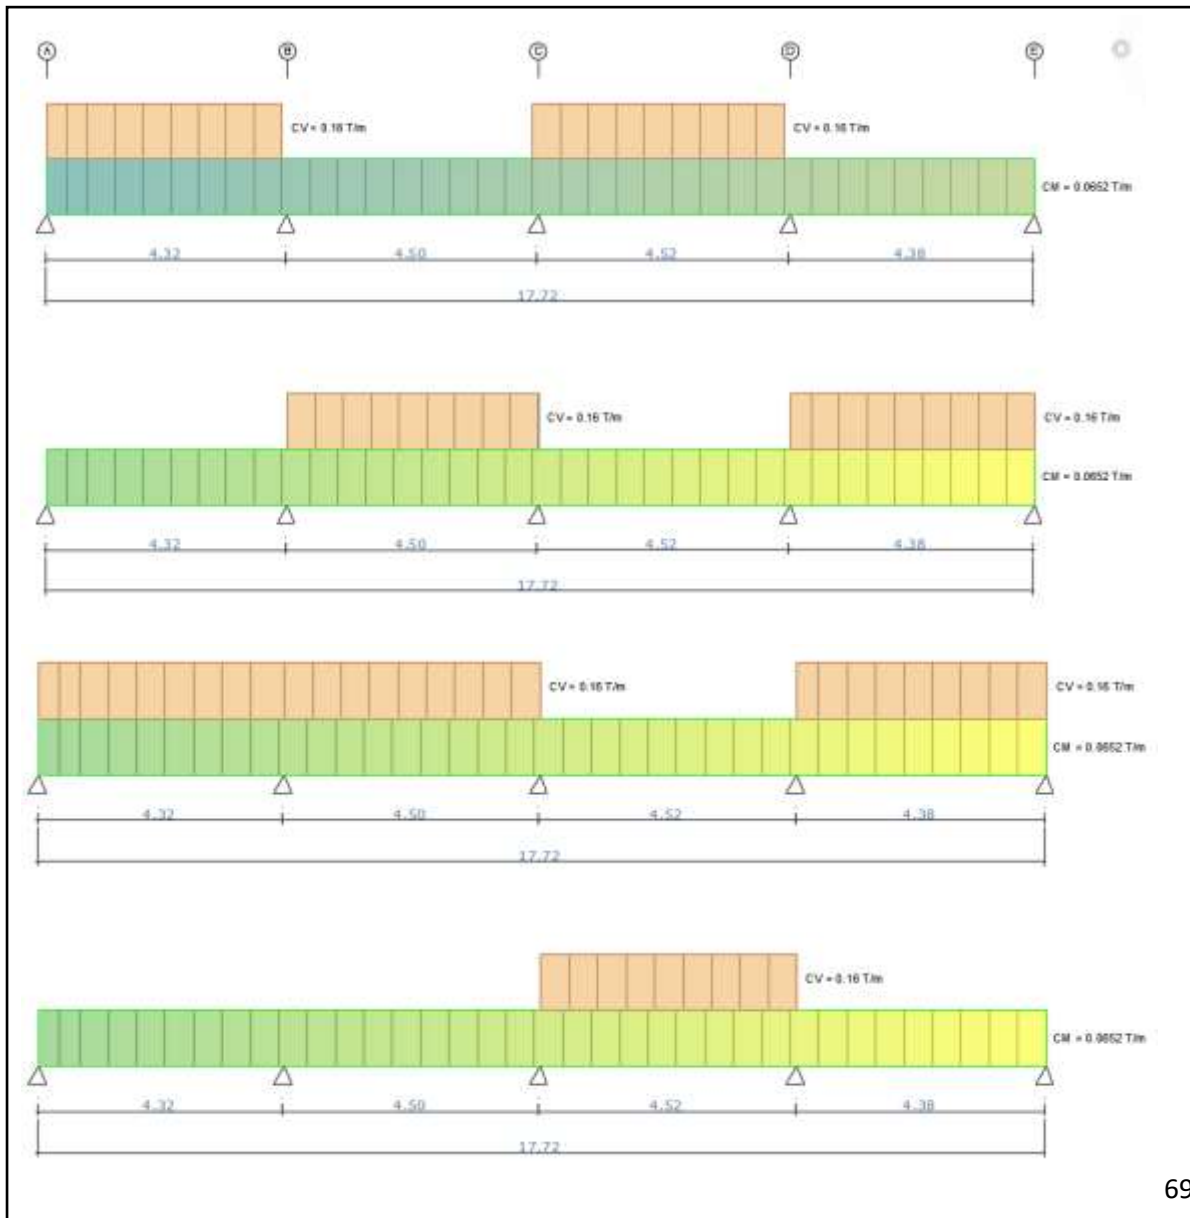 A B C D E
CV = 0.16 T/m CV = 0.16 T/m
CM = 0.0652 T/m
4.32 4.50 4.52 4.38
17.72
CV = 0.16 T/m CV = 0.16 T/m
CM = 0.0652 T/m
4.32 4.50 4.52 4.38
17.72
CV = 0.16 T/m CV = 0.16 T/m
CM = 0.0652 T/m
4.32 4.50 4.52 4.38
17.72
CV = 0.16 T/m
CM = 0.0652 T/m
4.32 4.50 4.52 4.38
17.72
69